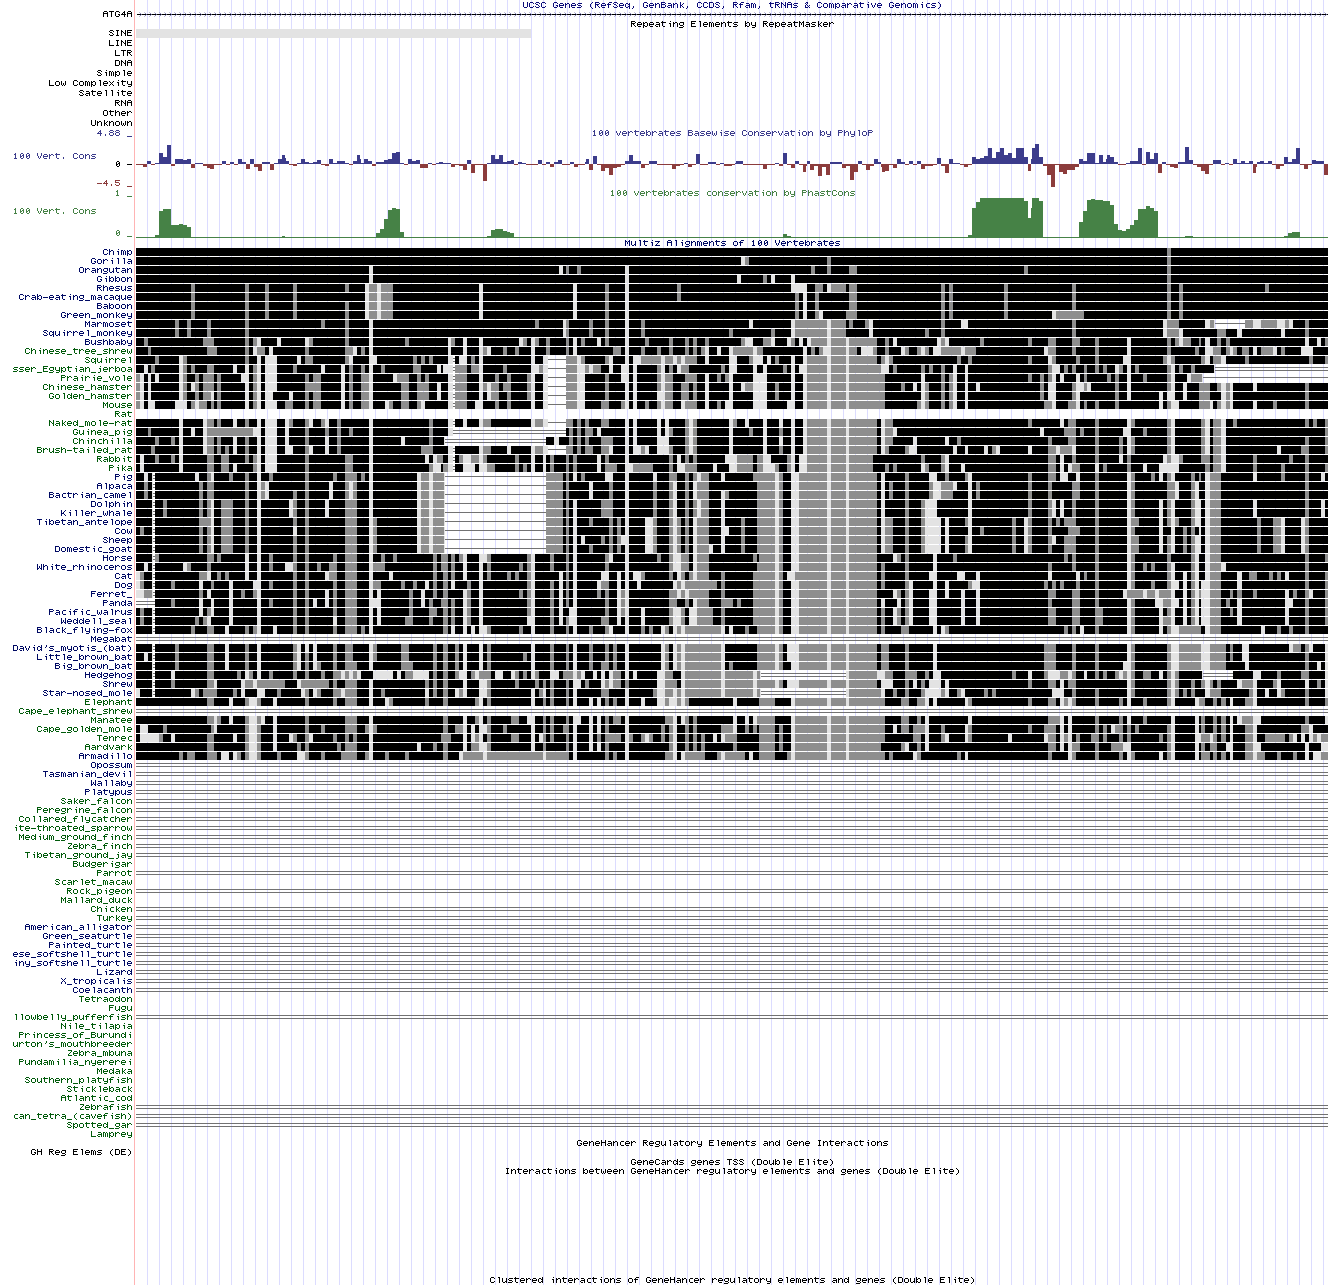 UCSC Genes (RefSeq, GenBank, CCDS, Rfam, tRNAs & Comparative Genomics)
ATG4A
Repeating Elements by RepeatMasker
SINE
LINE
LTR
DNA
Simple
Low Complexity
Satellite
RNA
Other
Unknown
4.88 _
100 vertebrates Basewise Conservation by PhyloP
100 Vert. Cons
0 -
-4.5 _
100 vertebrates conservation by PhastCons
1 _
100 Vert. Cons
0 _
Multiz Alignments of 100 Vertebrates
Chimp
Gorilla
Orangutan
Gibbon
Rhesus
Crab-eating_macaque
Baboon
Green_monkey
Marmoset
Squirrel_monkey
Bushbaby
Chinese_tree_shrew
Squirrel
sser_Egyptian_jerboa
Prairie_vole
Chinese_hamster
Golden_hamster
Mouse
Rat
Naked_mole-rat
Guinea_pig
Chinchilla
Brush-tailed_rat
Rabbit
Pika
Pig
Alpaca
Bactrian_camel
Dolphin
Killer_whale
Tibetan_antelope
Cow
Sheep
Domestic_goat
Horse
White_rhinoceros
Cat
Dog
Ferret_
Panda
Pacific_walrus
Weddell_seal
Black_flying-fox
Megabat
David's_myotis_(bat)
Little_brown_bat
Big_brown_bat
Hedgehog
Shrew
Star-nosed_mole
Elephant
Cape_elephant_shrew
Manatee
Cape_golden_mole
Tenrec
Aardvark
Armadillo
Opossum
Tasmanian_devil
Wallaby
Platypus
Saker_falcon
Peregrine_falcon
Collared_flycatcher
ite-throated_sparrow
Medium_ground_finch
Zebra_finch
Tibetan_ground_jay
Budgerigar
Parrot
Scarlet_macaw
Rock_pigeon
Mallard_duck
Chicken
Turkey
American_alligator
Green_seaturtle
Painted_turtle
ese_softshell_turtle
iny_softshell_turtle
Lizard
X_tropicalis
Coelacanth
Tetraodon
Fugu
llowbelly_pufferfish
Nile_tilapia
Princess_of_Burundi
urton's_mouthbreeder
Zebra_mbuna
Pundamilia_nyererei
Medaka
Southern_platyfish
Stickleback
Atlantic_cod
Zebrafish
can_tetra_(cavefish)
Spotted_gar
Lamprey
GeneHancer Regulatory Elements and Gene Interactions
GH Reg Elems (DE)
GeneCards genes TSS (Double Elite)
Interactions between GeneHancer regulatory elements and genes (Double Elite)
Clustered interactions of GeneHancer regulatory elements and genes (Double Elite)